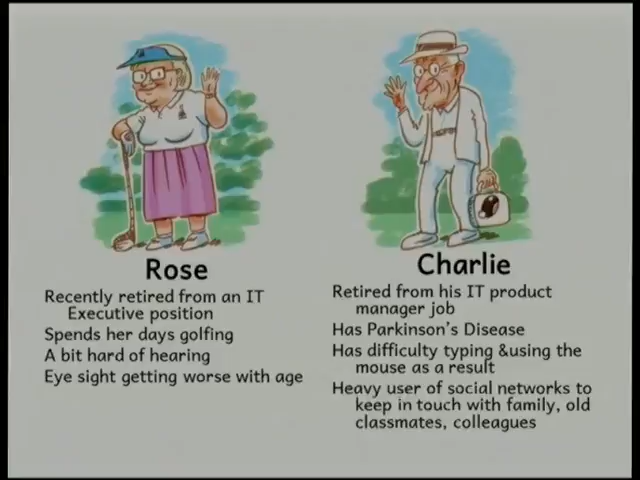 Rose
Recently retired from an IT
Executive position
Spends her days golfing
A bit hard of hearing
Eye sight getting worse with age
Charlie
Retired from his IT product
manager job
Has Parkinson's Disease
Has difficulty typing &using the
mouse as a result
Heavy user of social networks to
keep in touch with family, old
classmates, colleagues